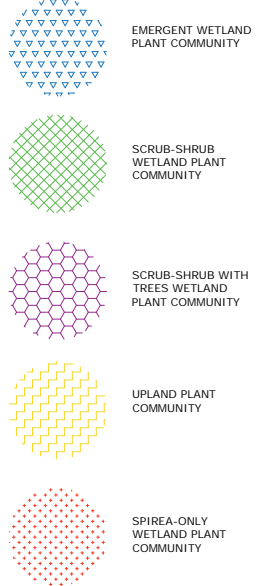 EMERGENT WETLAND
PLANT COMMUNITY
SCRUB-SHRUB
WETLAND PLANT
COMMUNITY
SCRUB-SHRUB WITH
TREES WETLAND
PLANT COMMUNITY
UPLAND PLANT
COMMUNITY
SPIREA-ONLY
WETLAND PLANT
COMMUNITY